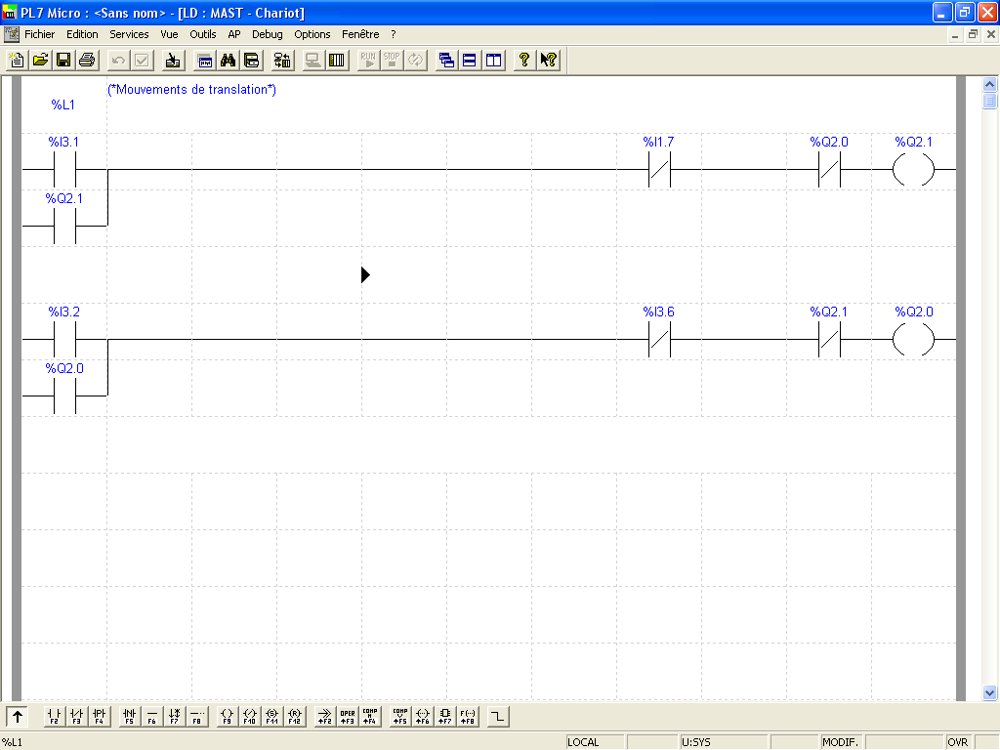 PL7 Micro : <Sans nom> - [LD : MAST - Chariot]
Fichier Edition Services Vue Outils AP Debug Options Fenêtre ?
RUN STOP ? ?
(*Mouvements de translation*)
%L1
%I3.1 %I1.7 %Q2.0 %Q2.1
%Q2.1
%I3.2 %I3.6 %Q2.1 %Q2.0
%Q2.0
OPER COMP H COMP V F(--)
F2 F3 F4 F5 F6 F7 F8 F9 F10 F11 F12 F2 F3 F4 F5 F6 F7 F8
%L1 LOCAL U:SYS MODIF. OVR